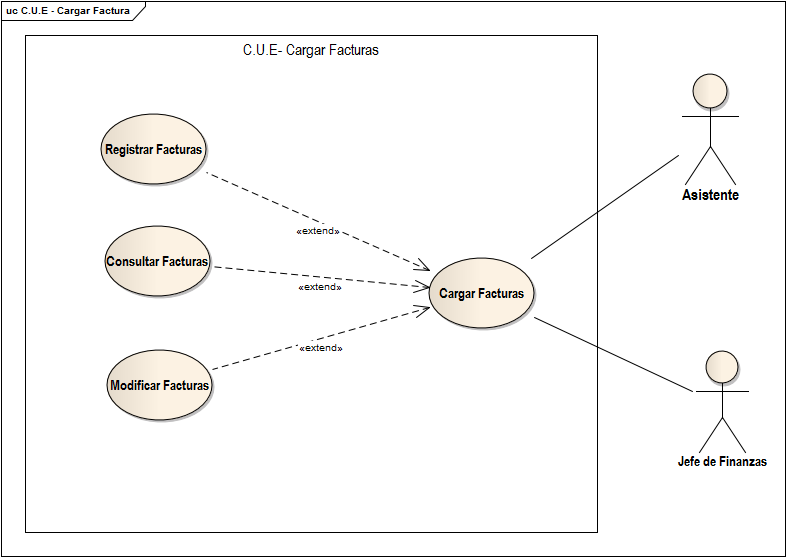 uc C.U.E - Cargar Factura
C.U.E- Cargar Facturas
Registrar Facturas
«extend»
Consultar Facturas
«extend»
Modificar Facturas
«extend»
Cargar Facturas
Asistente
Jefe de Finanzas